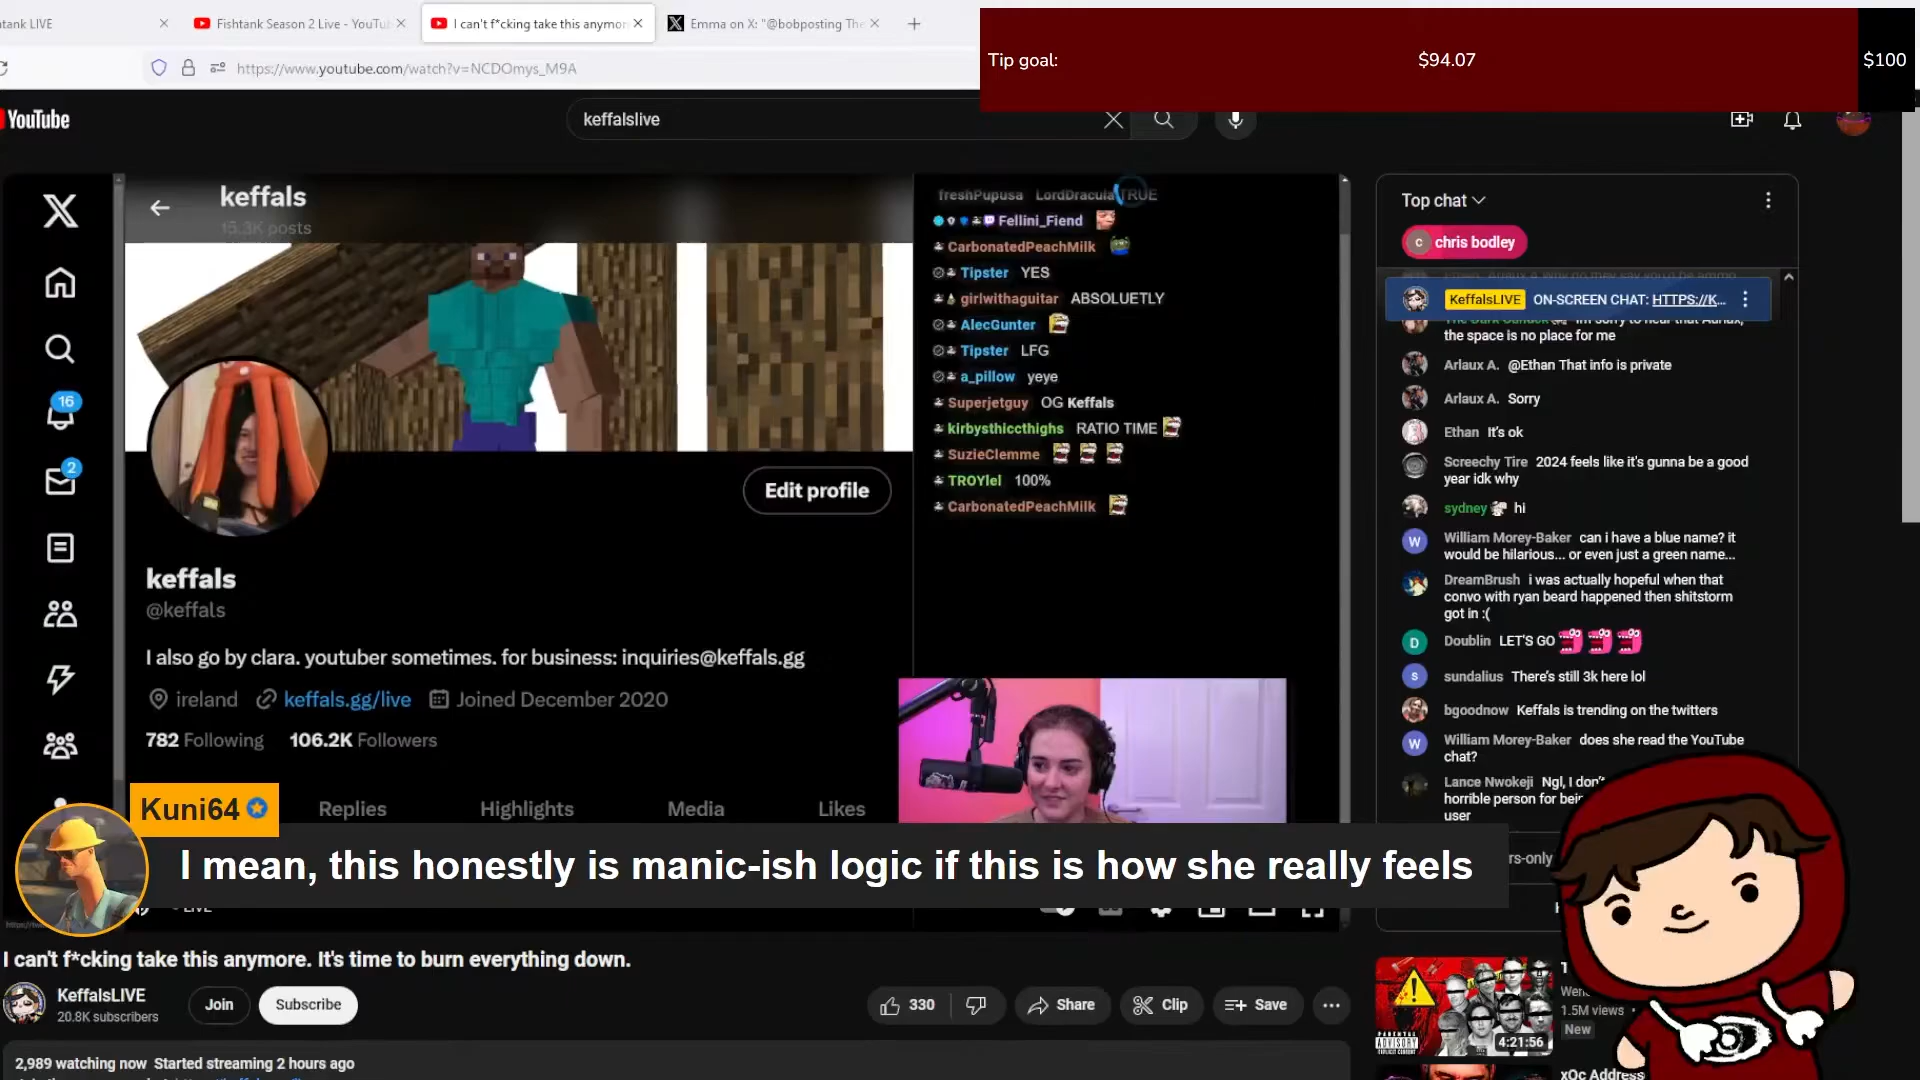 tank LIVE
Fishtank Season 2 Live - YouTu
I can't f*cking take this anymor
Emma on X: "@bobposting The
https://www.youtube.com/watch?v=NCDOmys_M9A
Tip goal:
$94.07
$100
YouTube
keffalslive
keffals
15.3K posts
Edit profile
keffals
@keffals
I also go by clara. youtuber sometimes. for business: inquiries@keffals.gg
ireland keffals.gg/live Joined December 2020
782 Following 106.2K Followers
Replies
Highlights
Media
Likes
16
2
freshPupusa LordDracula TRUE
Fellini_Fiend
CarbonatedPeachMilk
Tipster YES
girlwithaguitar ABSOLUETLY
AlecGunter
Tipster LFG
a_pillow yeye
Superjetguy OG Keffals
kirbysthiccthighs RATIO TIME
SuzieClemme
TROYlel 100%
CarbonatedPeachMilk
Top chat
c chris bodley
KeffalsLIVE ON-SCREEN CHAT: HTTPS://K...
the space is no place for me
Arlaux A. @Ethan That info is private
Arlaux A. Sorry
Ethan It's ok
Screechy Tire 2024 feels like it's gunna be a good
year idk why
sydney hi
William Morey-Baker can i have a blue name? it
would be hilarious... or even just a green name...
DreamBrush i was actually hopeful when that
convo with ryan beard happened then shitstorm
got in :(
Doublin LET'S GO
sundalius There's still 3k here lol
bgoodnow Keffals is trending on the twitters
William Morey-Baker does she read the YouTube
chat?
Lance Nwokeji Ngl, I don'
horrible person for bei
user
rs-only
Kuni64
I mean, this honestly is manic-ish logic if this is how she really feels
LIVE
I can't f*cking take this anymore. It's time to burn everything down.
KeffalsLIVE
20.8K subscribers
Join
Subscribe
330
Share
Clip
Save
2,989 watching now Started streaming 2 hours ago
PARENTAL
ADVISORY
EXPLICIT CONTENT
4:21:56
1.5M views
New
xQc Address